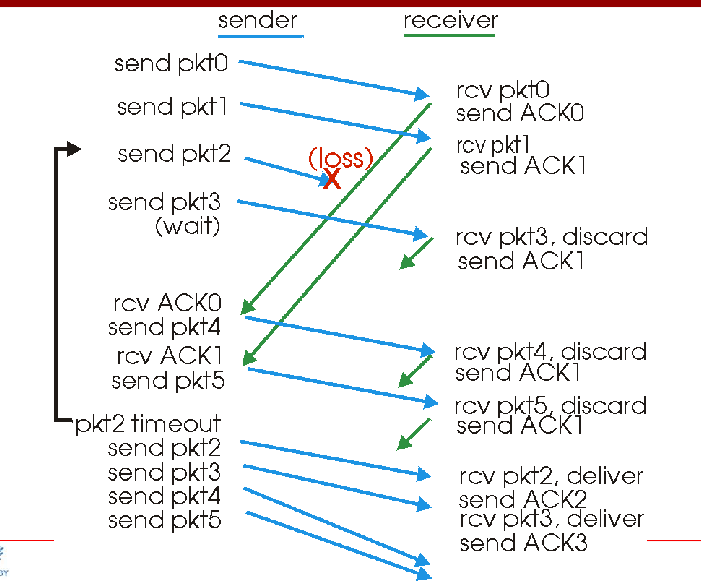 sender
receiver
send pkt0
send pkt1
send pkt2
send pkt3
(wait)
rcv ACK0
send pkt4
rcv ACK1
send pkt5
pkt2 timeout
send pkt2
send pkt3
send pkt4
send pkt5
(loss)
X
rcv pkt0
send ACK0
rcv pkt1
send ACK1
rcv pkt3, discard
send ACK1
rcv pkt4, discard
send ACK1
rcv pkt5, discard
send ACK1
rcv pkt2, deliver
send ACK2
rcv pkt3, deliver
send ACK3